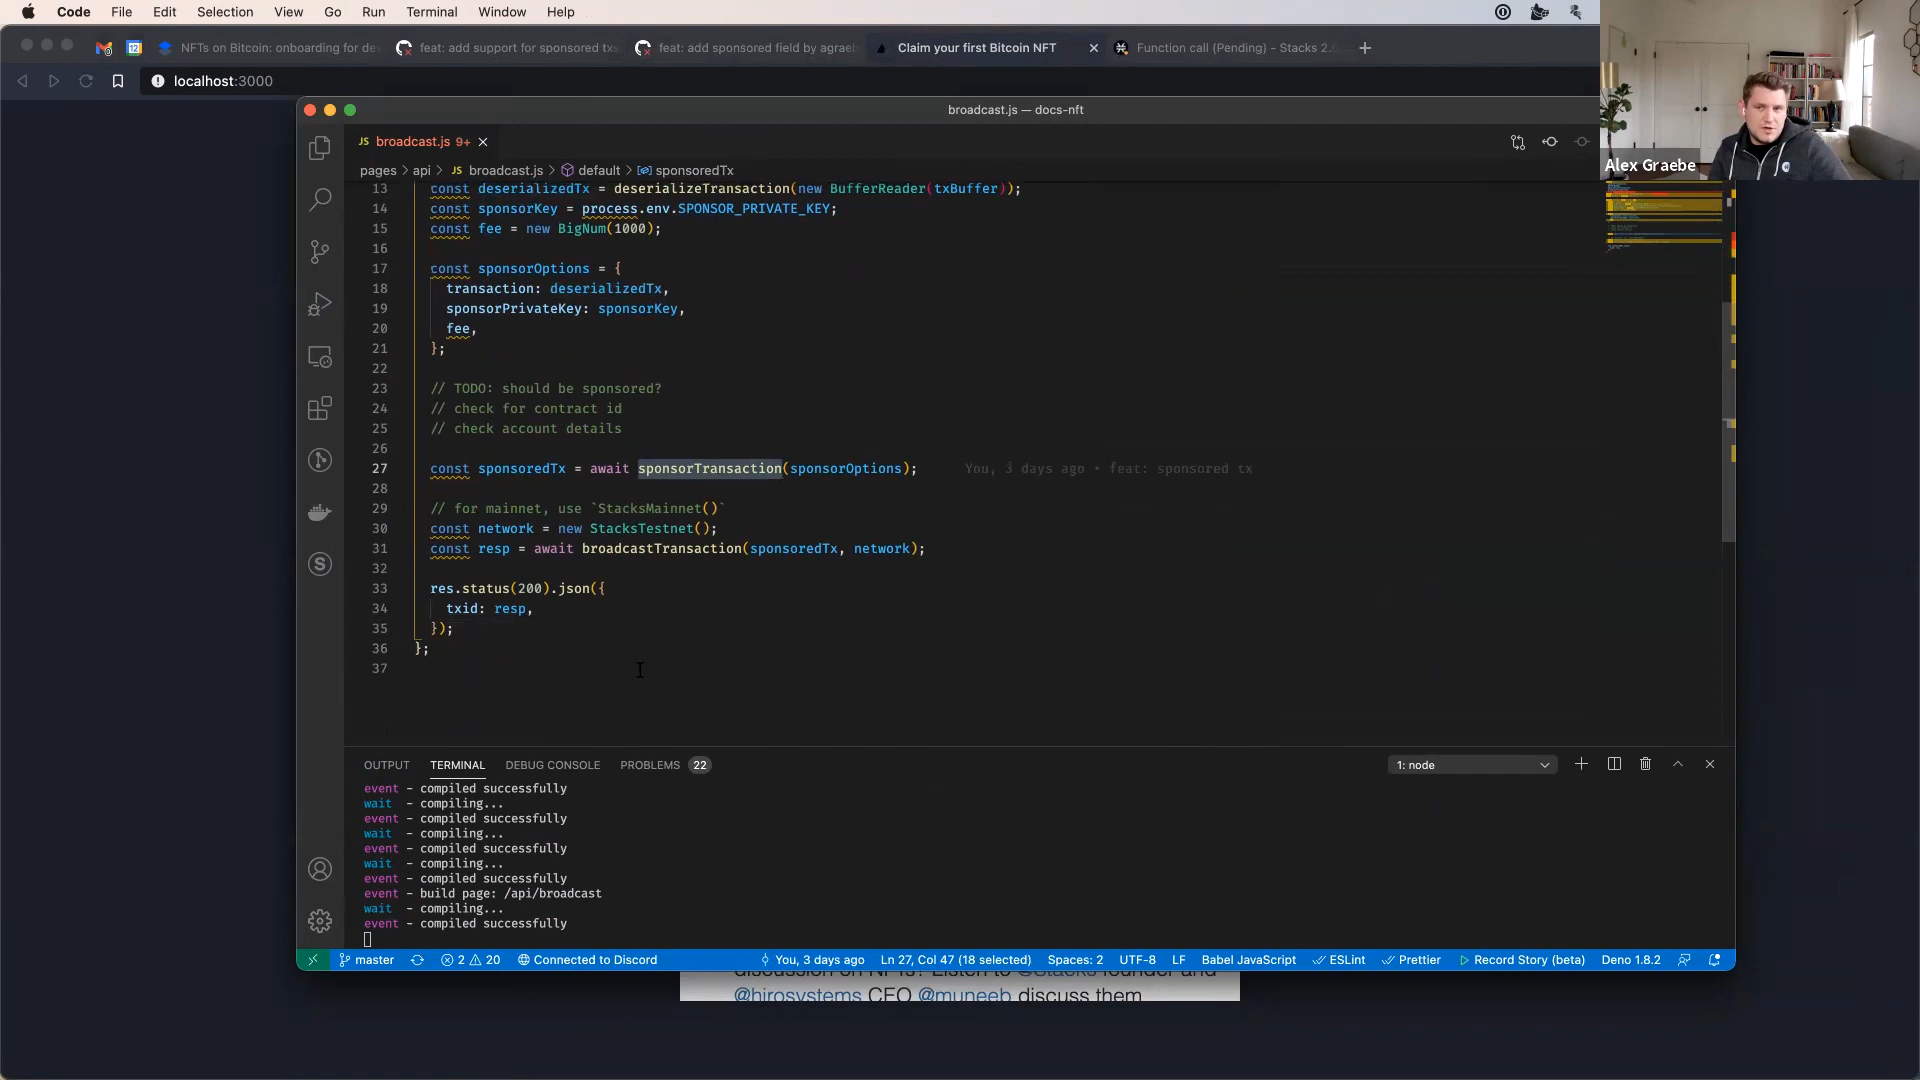 Code File Edit Selection View Go Run Terminal Window Help
NFTs on Bitcoin: onboarding for de
feat: add support for sponsored txs
feat: add sponsored field by agrael
Claim your first Bitcoin NFT
Function call (Pending) - Stacks 2.
localhost:3000
Alex Graebe
broadcast.js — docs-nft
JS broadcast.js 9+
pages > api > JS broadcast.js > default > sponsoredTx
13 const deserializedTx = deserializeTransaction(new BufferReader(txBuffer));
14 const sponsorKey = process.env.SPONSOR_PRIVATE_KEY;
15 const fee = new BigNum(1000);
16
17 const sponsorOptions = {
18 transaction: deserializedTx,
19 sponsorPrivateKey: sponsorKey,
20 fee,
21 };
22
23 // TODO: should be sponsored?
24 // check for contract id
25 // check account details
26
27 const sponsoredTx = await sponsorTransaction(sponsorOptions); You, 3 days ago • feat: sponsored tx
28
29 // for mainnet, use `StacksMainnet()`
30 const network = new StacksTestnet();
31 const resp = await broadcastTransaction(sponsoredTx, network);
32
33 res.status(200).json({
34 txid: resp,
35 });
36 };
37
OUTPUT TERMINAL DEBUG CONSOLE PROBLEMS 22
1: node
event - compiled successfully
wait - compiling...
event - compiled successfully
wait - compiling...
event - compiled successfully
wait - compiling...
event - compiled successfully
event - build page: /api/broadcast
wait - compiling...
event - compiled successfully
master 2 20 Connected to Discord You, 3 days ago Ln 27, Col 47 (18 selected) Spaces: 2 UTF-8 LF Babel JavaScript ESLint Prettier Record Story (beta) Deno 1.8.2
discussion on NFTs? Listen to @Stacks founder and
@hirosystems CEO @muneeb discuss them